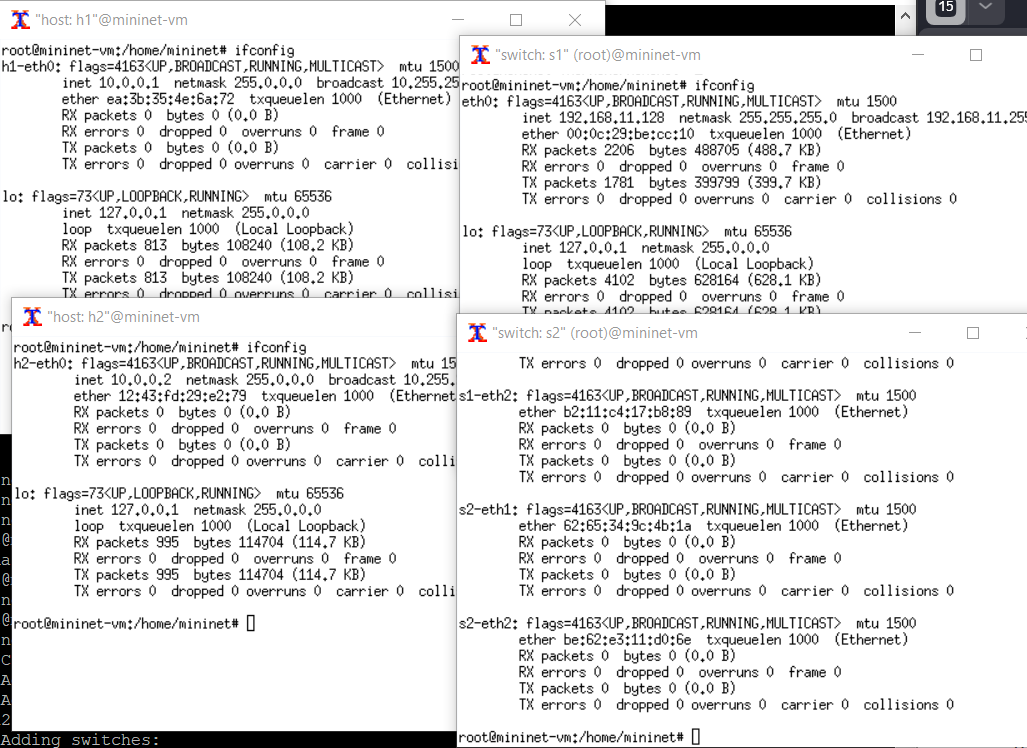 "host: h1"@mininet-vm
root@mininet-vm:/home/mininet# ifconfig
h1-eth0: flags=4163<UP,BROADCAST,RUNNING,MULTICAST>  mtu 1500
inet 10.0.0.1  netmask 255.0.0.0  broadcast 10.255.25
ether ea:3b:35:4e:6a:72  txqueuelen 1000  (Ethernet)
RX packets 0  bytes 0 (0.0 B)
RX errors 0  dropped 0  overruns 0  frame 0
TX packets 0  bytes 0 (0.0 B)
TX errors 0  dropped 0 overruns 0  carrier 0  collisi
lo: flags=73<UP,LOOPBACK,RUNNING>  mtu 65536
inet 127.0.0.1  netmask 255.0.0.0
loop  txqueuelen 1000  (Local Loopback)
RX packets 813  bytes 108240 (108.2 KB)
RX errors 0  dropped 0  overruns 0  frame 0
TX packets 813  bytes 108240 (108.2 KB)
TX errors 0  dropped 0 overruns 0  carrier 0  collisi
15
"switch: s1" (root)@mininet-vm
root@mininet-vm:/home/mininet# ifconfig
eth0: flags=4163<UP,BROADCAST,RUNNING,MULTICAST>  mtu 1500
inet 192.168.11.128  netmask 255.255.255.0  broadcast 192.168.11.255
ether 00:0c:29:be:cc:10  txqueuelen 1000  (Ethernet)
RX packets 2206  bytes 488705 (488.7 KB)
RX errors 0  dropped 0  overruns 0  frame 0
TX packets 1781  bytes 399799 (399.7 KB)
TX errors 0  dropped 0 overruns 0  carrier 0  collisions 0
lo: flags=73<UP,LOOPBACK,RUNNING>  mtu 65536
inet 127.0.0.1  netmask 255.0.0.0
loop  txqueuelen 1000  (Local Loopback)
RX packets 4102  bytes 628164 (628.1 KB)
RX errors 0  dropped 0  overruns 0  frame 0
TX packets 4102  bytes 628164 (628.1 KB)
"host: h2"@mininet-vm
root@mininet-vm:/home/mininet# ifconfig
h2-eth0: flags=4163<UP,BROADCAST,RUNNING,MULTICAST>  mtu 15
inet 10.0.0.2  netmask 255.0.0.0  broadcast 10.255.
ether 12:43:fd:29:e2:79  txqueuelen 1000  (Ethernet
RX packets 0  bytes 0 (0.0 B)
RX errors 0  dropped 0  overruns 0  frame 0
TX packets 0  bytes 0 (0.0 B)
TX errors 0  dropped 0 overruns 0  carrier 0  colli
lo: flags=73<UP,LOOPBACK,RUNNING>  mtu 65536
inet 127.0.0.1  netmask 255.0.0.0
loop  txqueuelen 1000  (Local Loopback)
RX packets 995  bytes 114704 (114.7 KB)
RX errors 0  dropped 0  overruns 0  frame 0
TX packets 995  bytes 114704 (114.7 KB)
TX errors 0  dropped 0 overruns 0  carrier 0  colli
root@mininet-vm:/home/mininet#
"switch: s2" (root)@mininet-vm
TX errors 0  dropped 0 overruns 0  carrier 0  collisions 0
s1-eth2: flags=4163<UP,BROADCAST,RUNNING,MULTICAST>  mtu 1500
ether b2:11:c4:17:b8:89  txqueuelen 1000  (Ethernet)
RX packets 0  bytes 0 (0.0 B)
RX errors 0  dropped 0  overruns 0  frame 0
TX packets 0  bytes 0 (0.0 B)
TX errors 0  dropped 0 overruns 0  carrier 0  collisions 0
s2-eth1: flags=4163<UP,BROADCAST,RUNNING,MULTICAST>  mtu 1500
ether 62:65:34:9c:4b:1a  txqueuelen 1000  (Ethernet)
RX packets 0  bytes 0 (0.0 B)
RX errors 0  dropped 0  overruns 0  frame 0
TX packets 0  bytes 0 (0.0 B)
TX errors 0  dropped 0 overruns 0  carrier 0  collisions 0
s2-eth2: flags=4163<UP,BROADCAST,RUNNING,MULTICAST>  mtu 1500
ether be:62:e3:11:d0:6e  txqueuelen 1000  (Ethernet)
RX packets 0  bytes 0 (0.0 B)
RX errors 0  dropped 0  overruns 0  frame 0
TX packets 0  bytes 0 (0.0 B)
TX errors 0  dropped 0 overruns 0  carrier 0  collisions 0
root@mininet-vm:/home/mininet#
Adding switches: